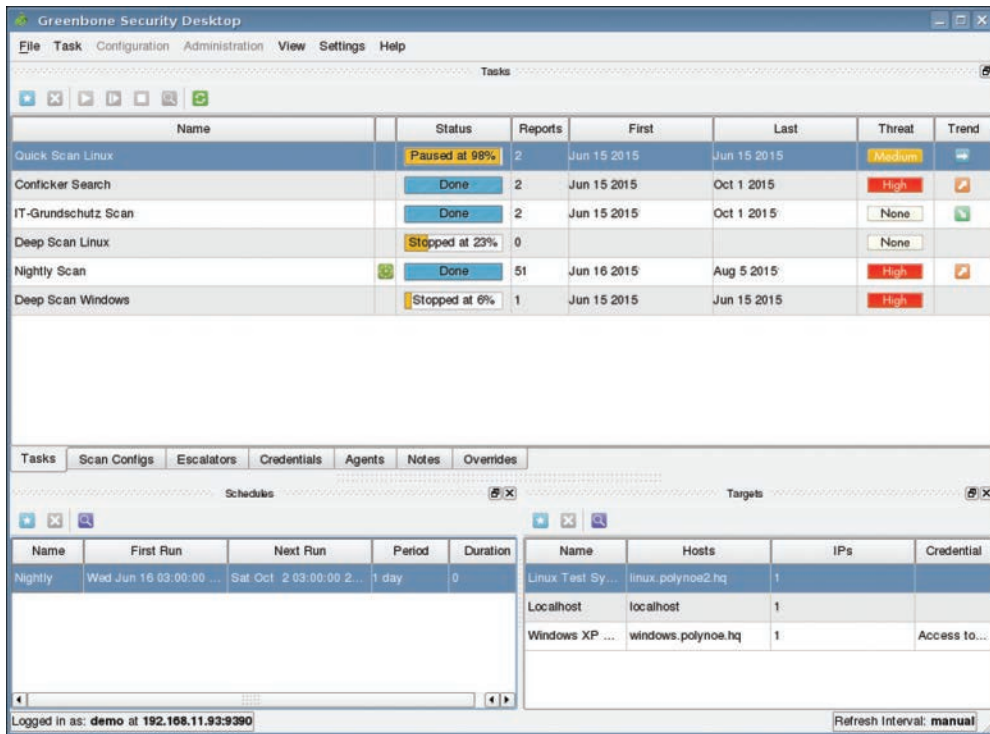 Greenbone Security Desktop
File Task Configuration Administration View Settings Help
Tasks
Name Status Reports First Last Threat Trend
Quick Scan Linux Paused at 98% 2 Jun 15 2015 Jun 15 2015 Medium
Conficker Search Done 2 Jun 15 2015 Oct 1 2015 High
IT-Grundschutz Scan Done 2 Jun 15 2015 Oct 1 2015 None
Deep Scan Linux Stopped at 23% 0 None
Nightly Scan Done 51 Jun 16 2015 Aug 5 2015 High
Deep Scan Windows Stopped at 6% 1 Jun 15 2015 Jun 15 2015 High
Tasks Scan Configs Escalators Credentials Agents Notes Overrides
Schedules
Name First Run Next Run Period Duration
Nightly Wed Jun 16 03:00:00 ... Sat Oct 2 03:00:00 2... 1 day 0
Targets
Name Hosts IPs Credential
Linux Test Sy... linux.polynoe2.hq 1
Localhost localhost 1
Windows XP ... windows.polynoe.hq 1 Access to...
Logged in as: demo at 192.168.11.93:9390
Refresh Interval: manual